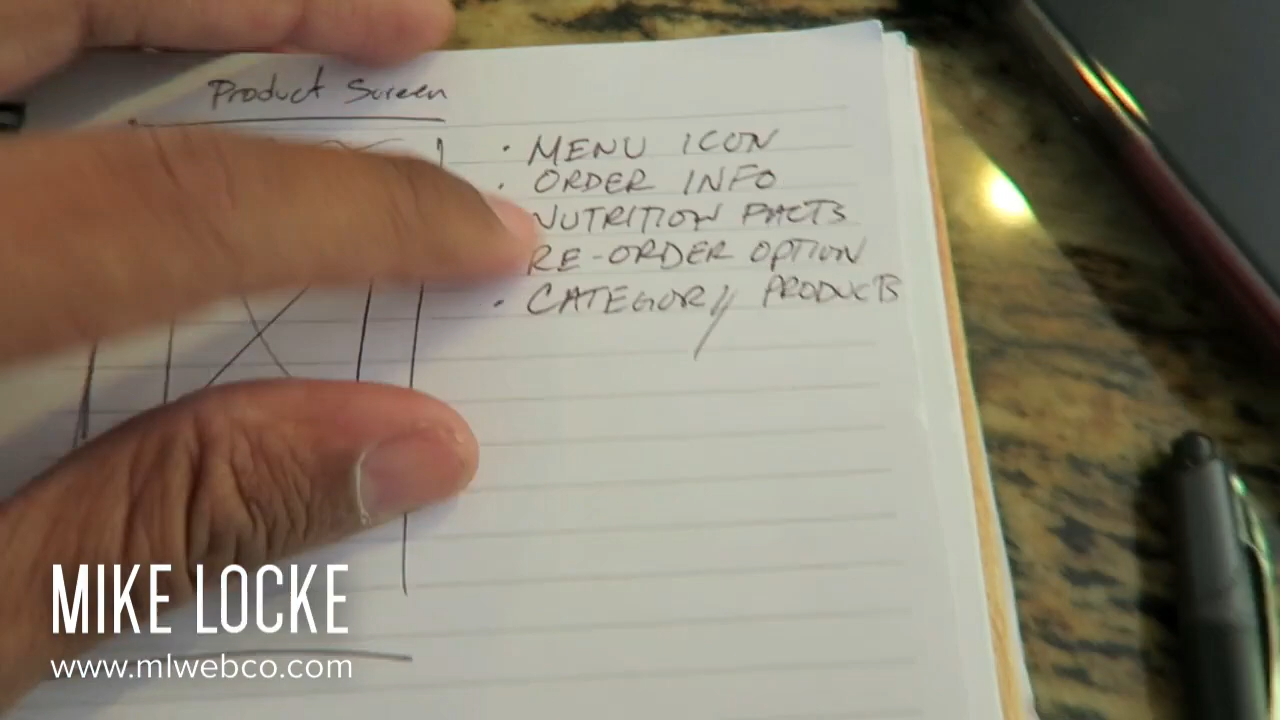 Product Screen
· MENU ICON
· ORDER INFO
NUTRITION FACTS
RE-ORDER OPTION
· CATEGORY PRODUCTS
MIKE LOCKE
www.mlwebco.com